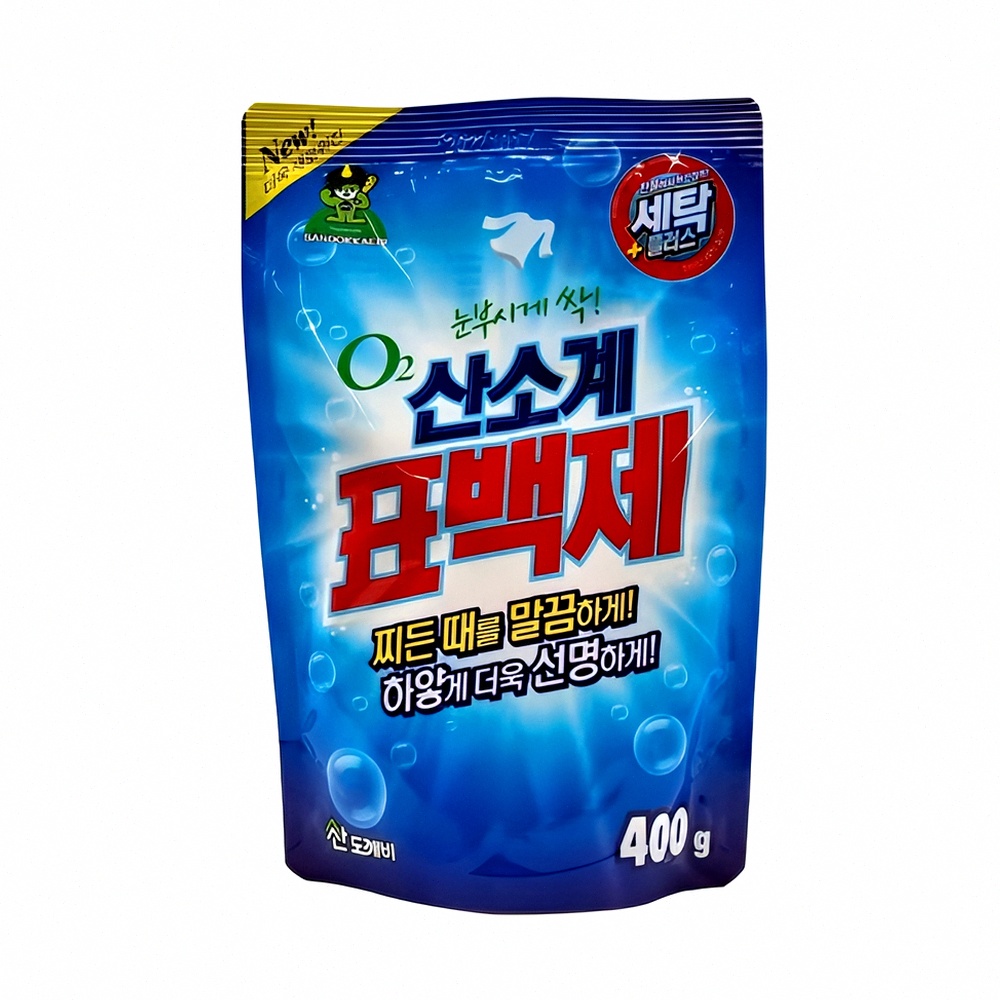 New!
SANDOKKAEBI
세탁
+플러스
눈부시게 싹!
O2 산소계
표백제
찌든 때를 말끔하게!
하얗게 더욱 선명하게!
산도깨비
400g